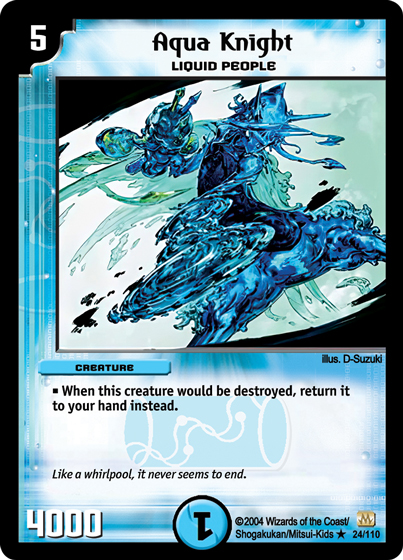 5
Aqua Knight
LIQUID PEOPLE
illus. D-Suzuki
CREATURE
▪ When this creature would be destroyed, return it
to your hand instead.
Like a whirlpool, it never seems to end.
4000
1
©2004 Wizards of the Coast/
Shogakukan/Mitsui-Kids ★ 24/110